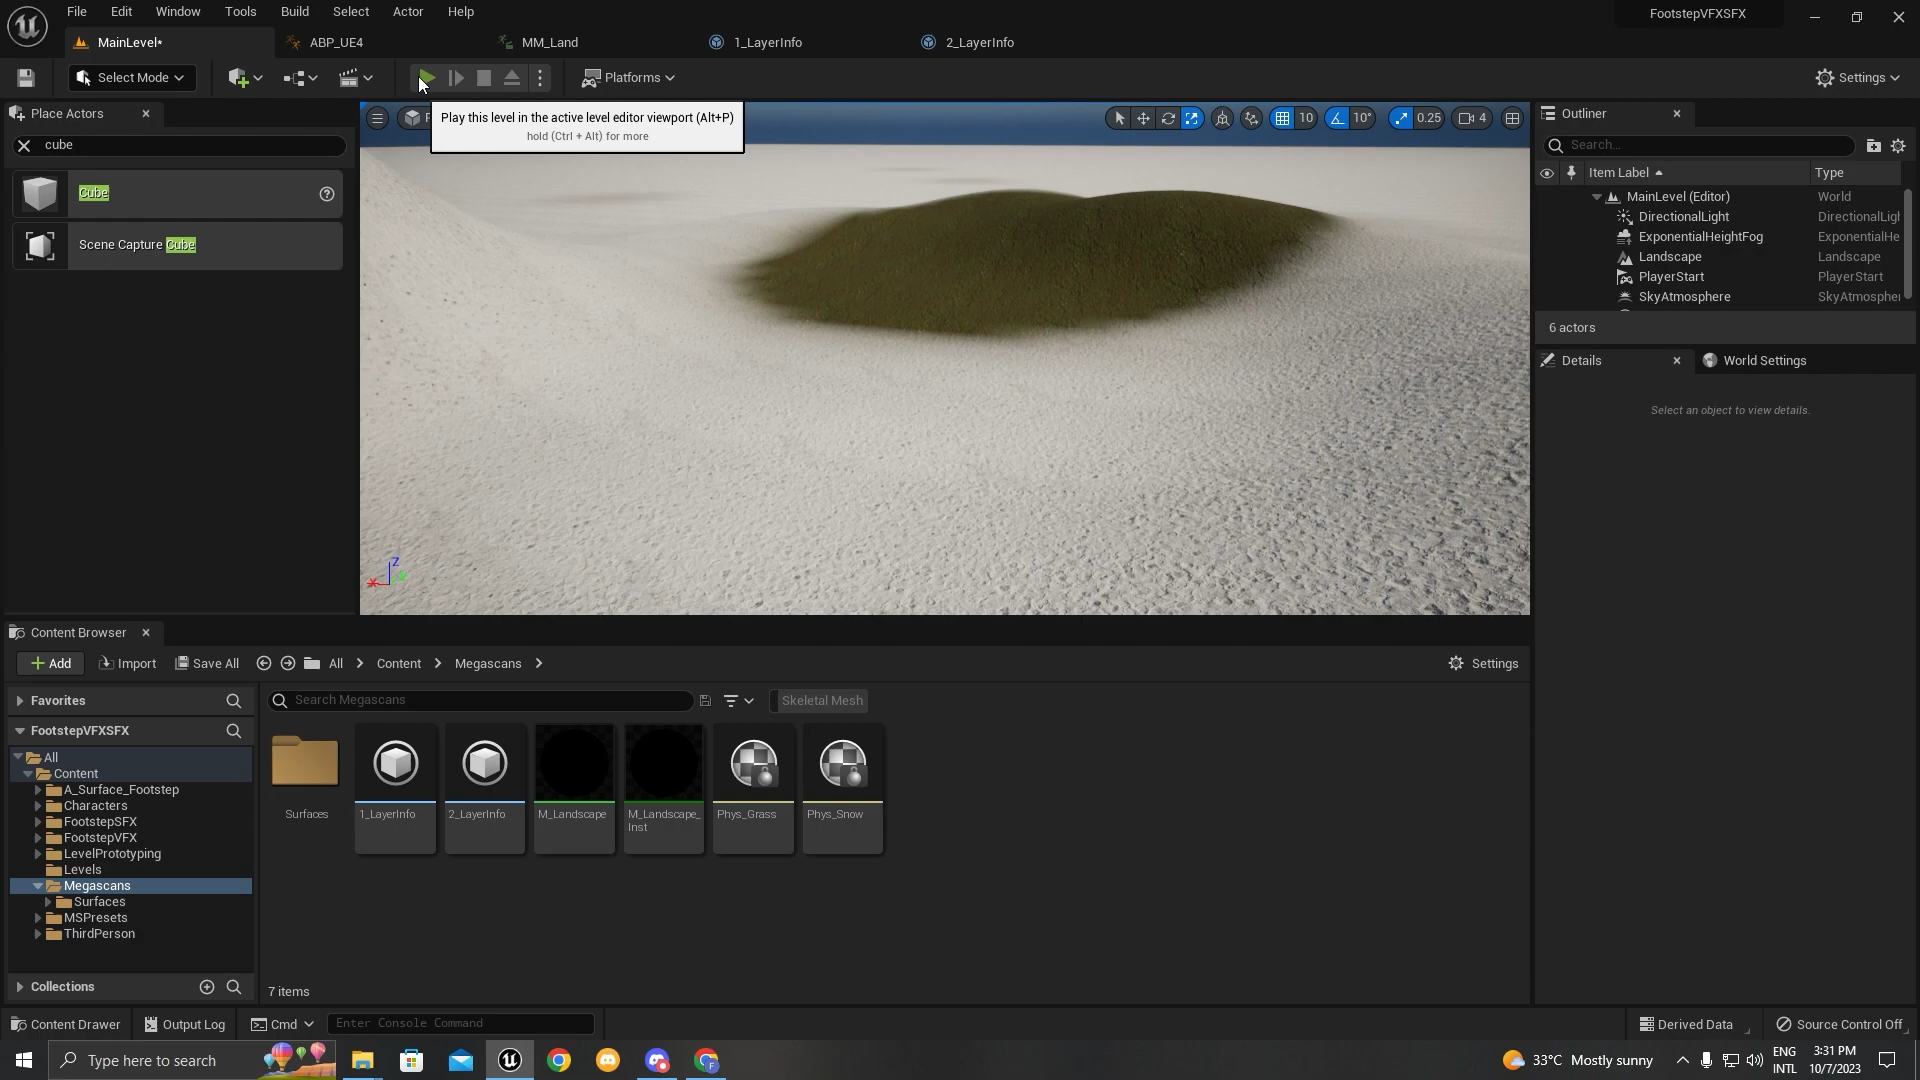 File Edit Window Tools Build Select Actor Help
FootstepVFXSFX
MainLevel*
ABP_UE4
MM_Land
1_LayerInfo
2_LayerInfo
Select Mode
Platforms
Settings
Place Actors
cube
Cube
Scene Capture Cube
Play this level in the active level editor viewport (Alt+P)
hold (Ctrl + Alt) for more
10
10°
0.25
4
Z
Outliner
Search...
Item Label
Type
MainLevel (Editor) World
DirectionalLight DirectionalLigh
ExponentialHeightFog ExponentialHe
Landscape Landscape
PlayerStart PlayerStart
SkyAtmosphere SkyAtmospher
6 actors
Details
World Settings
Select an object to view details.
Content Browser
Add
Import
Save All
All
Content
Megascans
Settings
Favorites
FootstepVFXSFX
All
Content
A_Surface_Footstep
Characters
FootstepSFX
FootstepVFX
LevelPrototyping
Levels
Megascans
Surfaces
MSPresets
ThirdPerson
Collections
Search Megascans
Skeletal Mesh
Surfaces
1_LayerInfo
2_LayerInfo
M_Landscape
M_Landscape_
Inst
Phys_Grass
Phys_Snow
7 items
Content Drawer
Output Log
Cmd
Enter Console Command
Derived Data
Source Control Off
Type here to search
33°C Mostly sunny
ENG
INTL
3:31 PM
10/7/2023